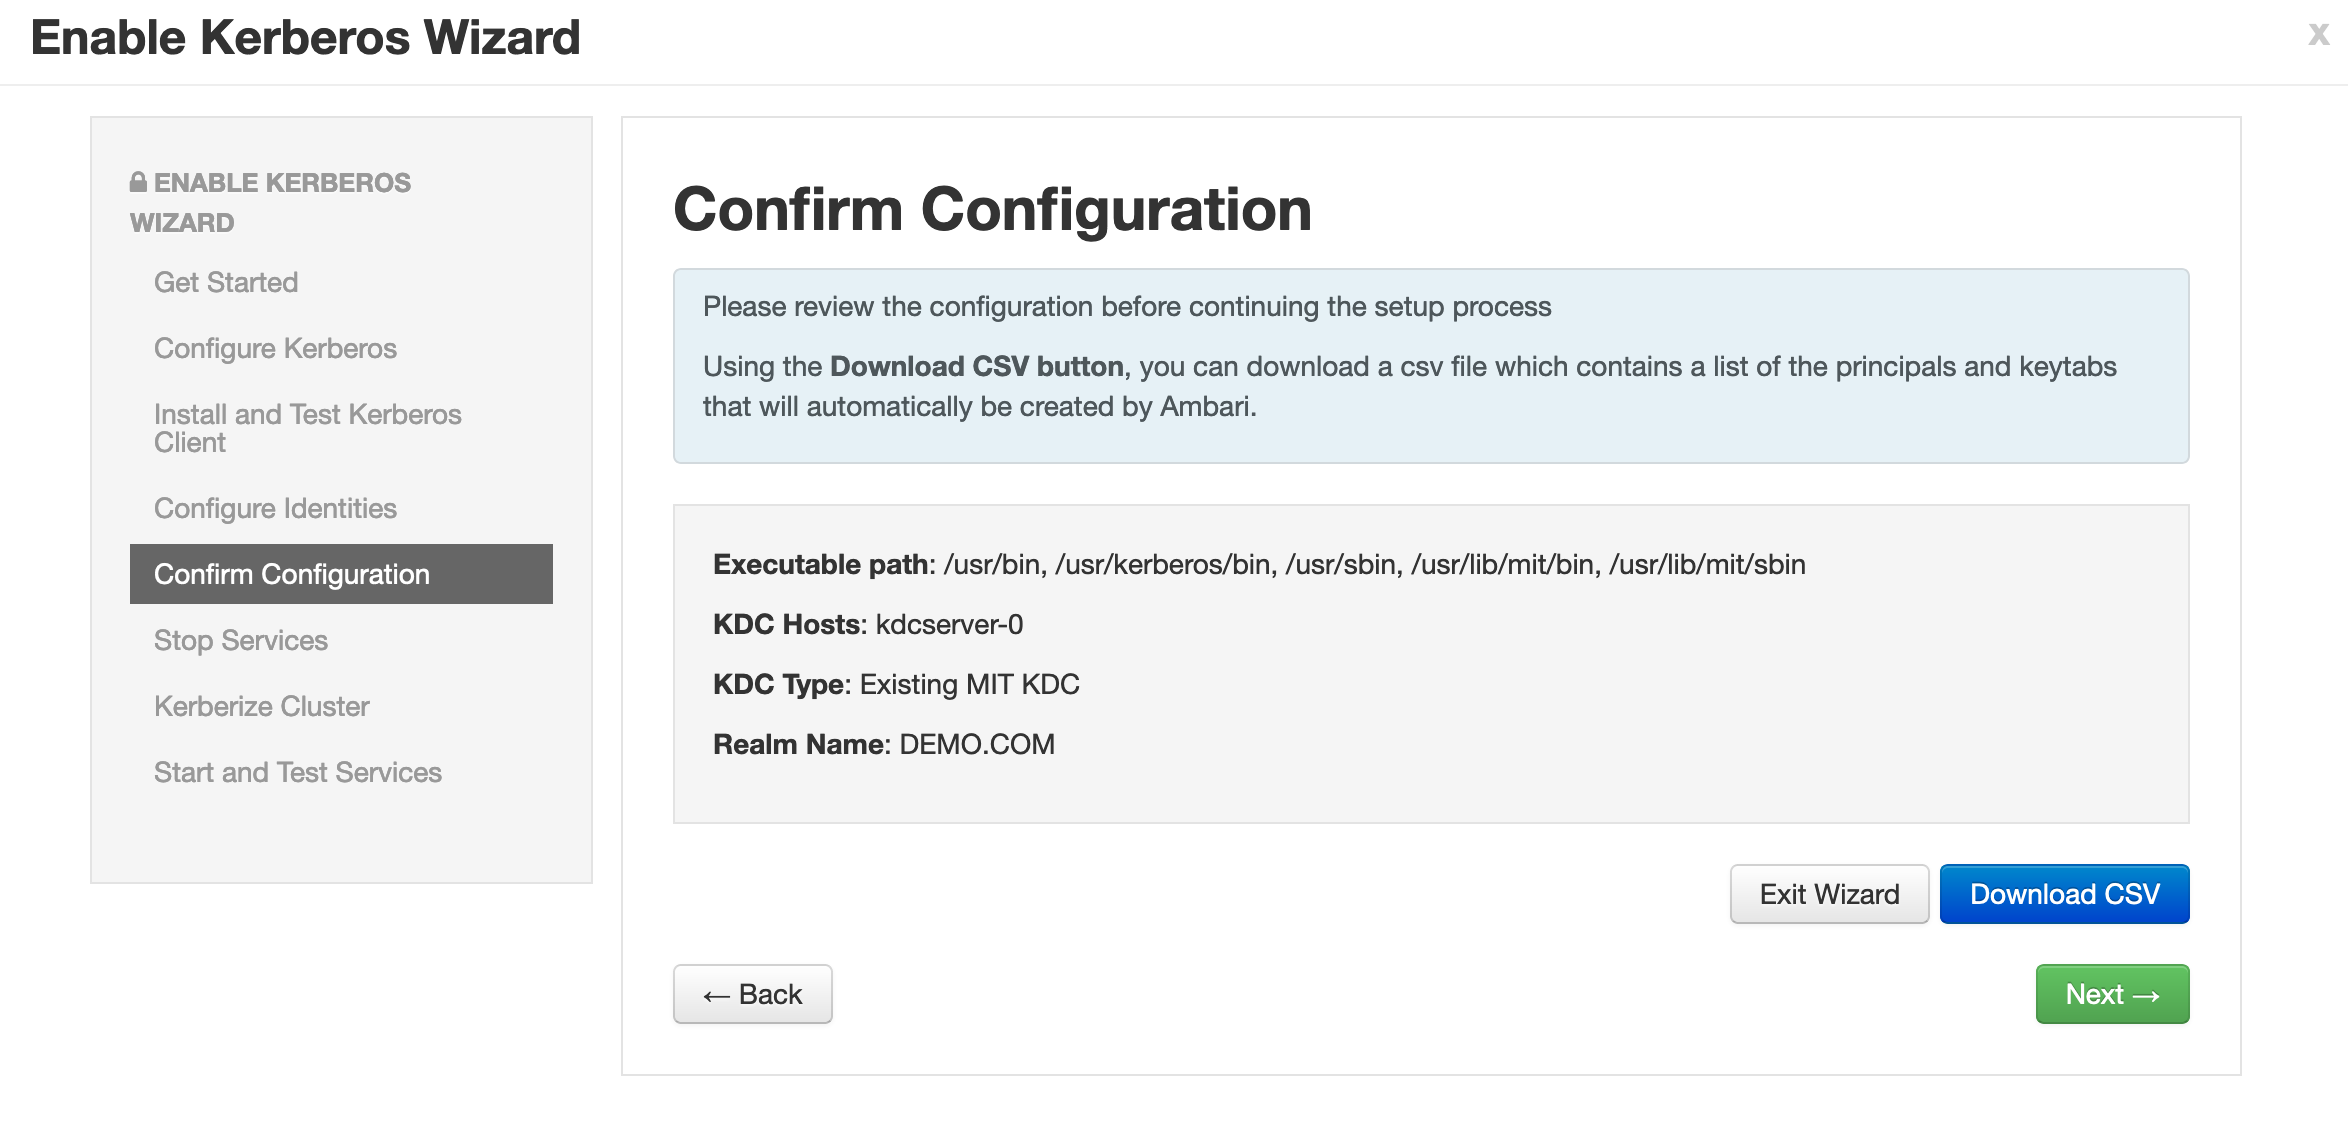 Enable Kerberos Wizard
x
ENABLE KERBEROS
WIZARD
Get Started
Configure Kerberos
Install and Test Kerberos
Client
Configure Identities
Confirm Configuration
Stop Services
Kerberize Cluster
Start and Test Services
Confirm Configuration
Please review the configuration before continuing the setup process
Using the Download CSV button, you can download a csv file which contains a list of the principals and keytabs
that will automatically be created by Ambari.
Executable path: /usr/bin, /usr/kerberos/bin, /usr/sbin, /usr/lib/mit/bin, /usr/lib/mit/sbin
KDC Hosts: kdcserver-0
KDC Type: Existing MIT KDC
Realm Name: DEMO.COM
Exit Wizard
Download CSV
← Back
Next →